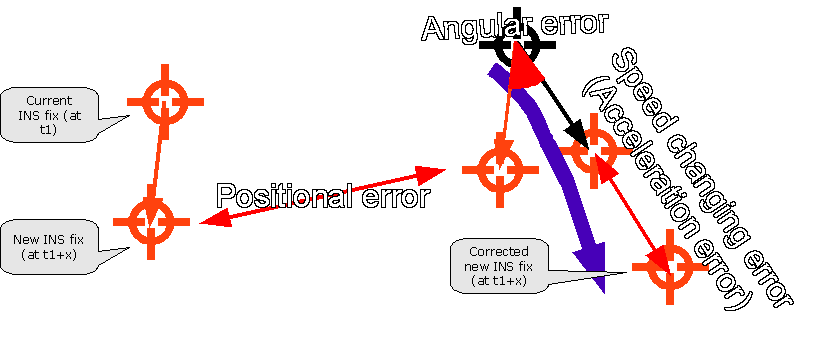 Angular error
Current
INS fix (at
t1)
Speed changing error
(Acceleration error)
Positional error
New INS fix
(at t1+x)
Corrected
new INS fix
(at t1+x)